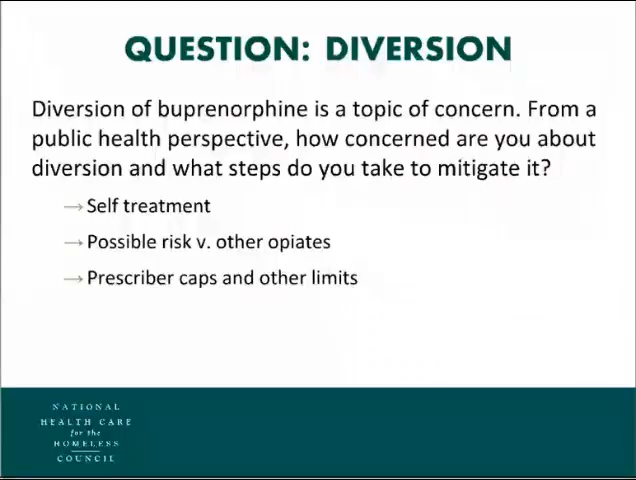 QUESTION: DIVERSION
Diversion of buprenorphine is a topic of concern. From a
public health perspective, how concerned are you about
diversion and what steps do you take to mitigate it?
→Self treatment
→Possible risk v. other opiates
→Prescriber caps and other limits
NATIONAL
HEALTH CARE
for the
HOMELESS
COUNCIL